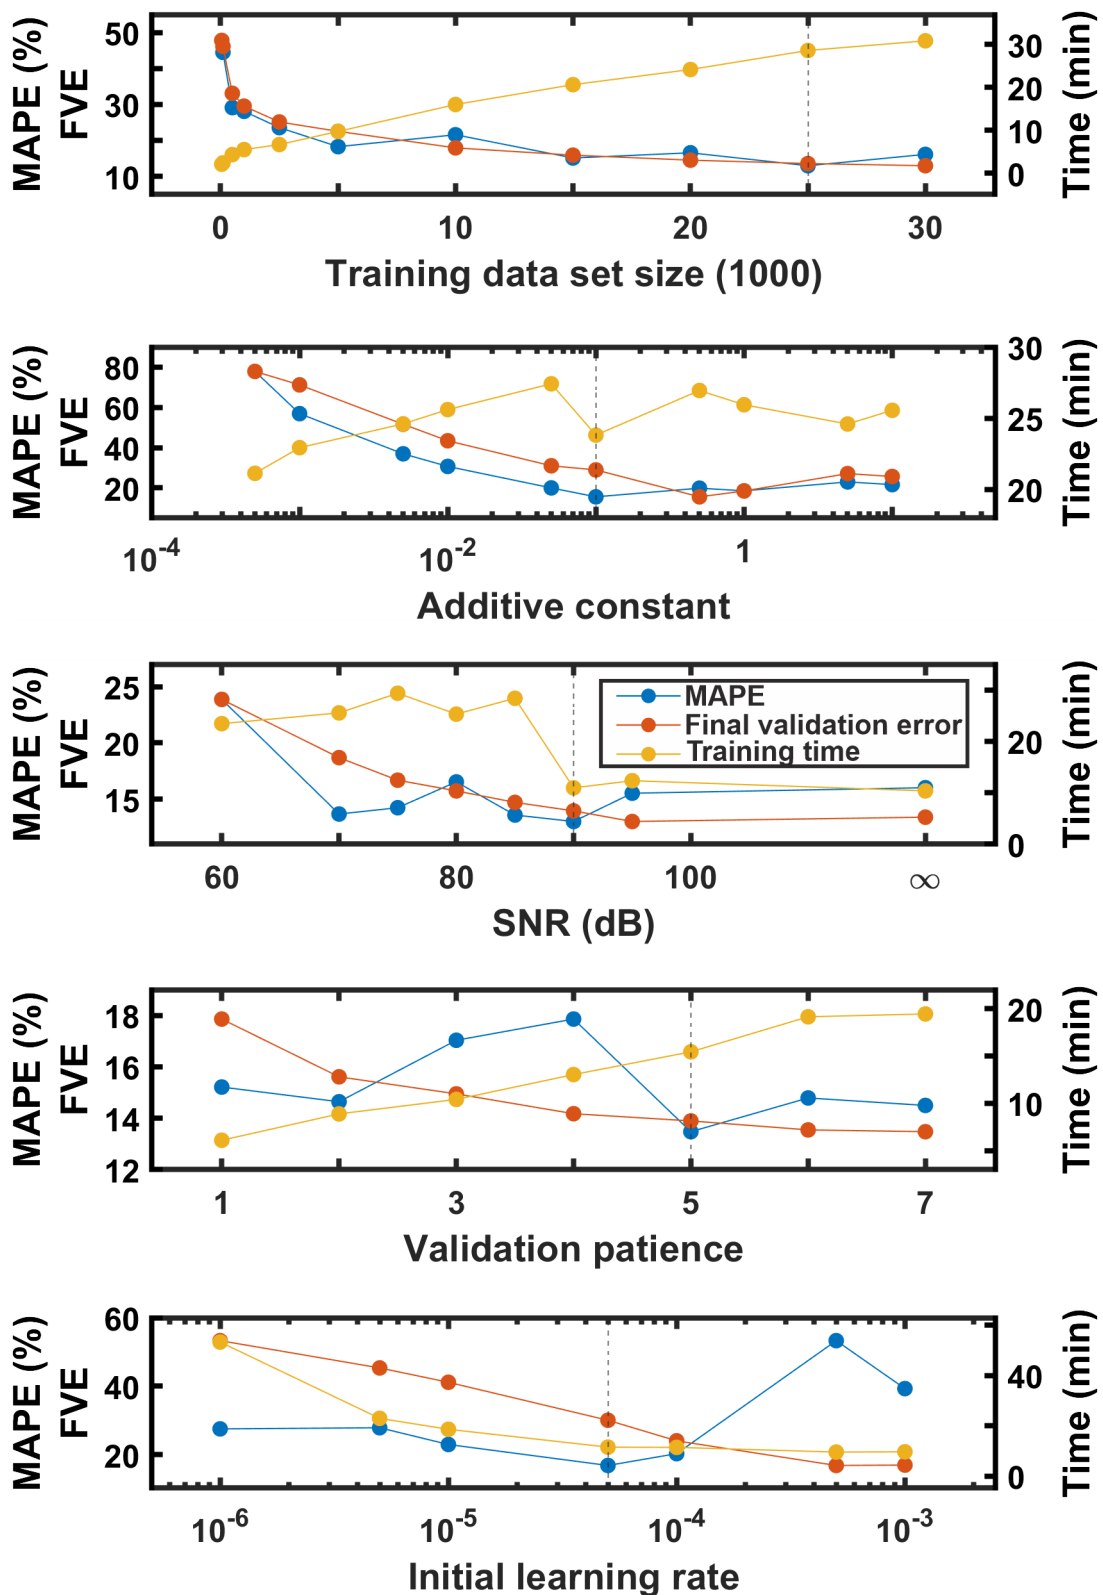 MAPE (%)
FVE
50
30
10
30
20
10
0
Time (min)
0 10 20 30
Training data set size (1000)
MAPE (%)
FVE
80
60
40
20
30
25
20
Time (min)
10^-4 10^-2 1
Additive constant
MAPE (%)
FVE
25
20
15
MAPE
Final validation error
Training time
20
0
Time (min)
60 80 100 ∞
SNR (dB)
MAPE (%)
FVE
18
16
14
12
20
10
Time (min)
1 3 5 7
Validation patience
MAPE (%)
FVE
60
40
20
40
0
Time (min)
10^-6 10^-5 10^-4 10^-3
Initial learning rate